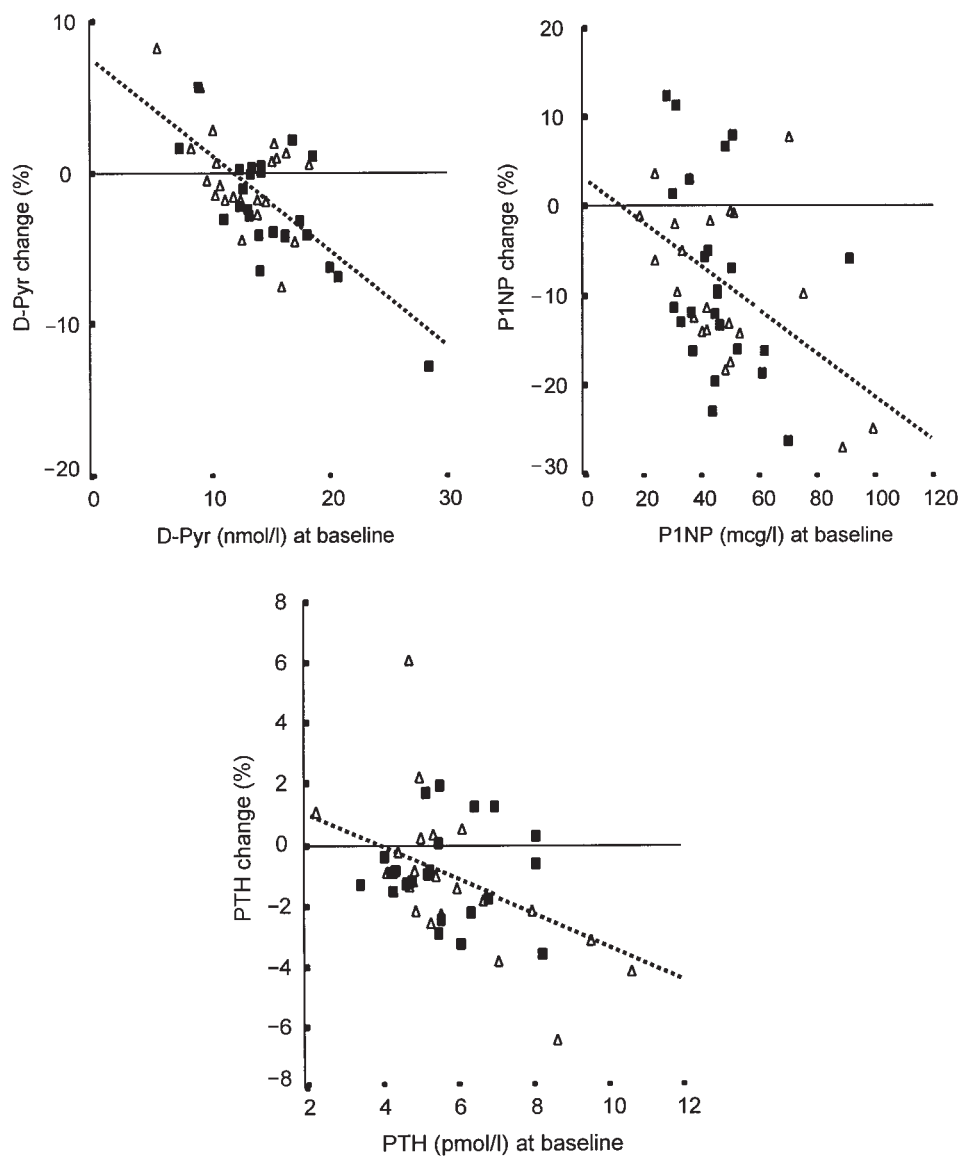 10
0
−10
−20
D-Pyr change (%)
0 10 20 30
D-Pyr (nmol/l) at baseline
20
10
0
−10
−20
−30
P1NP change (%)
0 20 40 60 80 100 120
P1NP (mcg/l) at baseline
8
6
4
2
0
−2
−4
−6
−8
PTH change (%)
2 4 6 8 10 12
PTH (pmol/l) at baseline